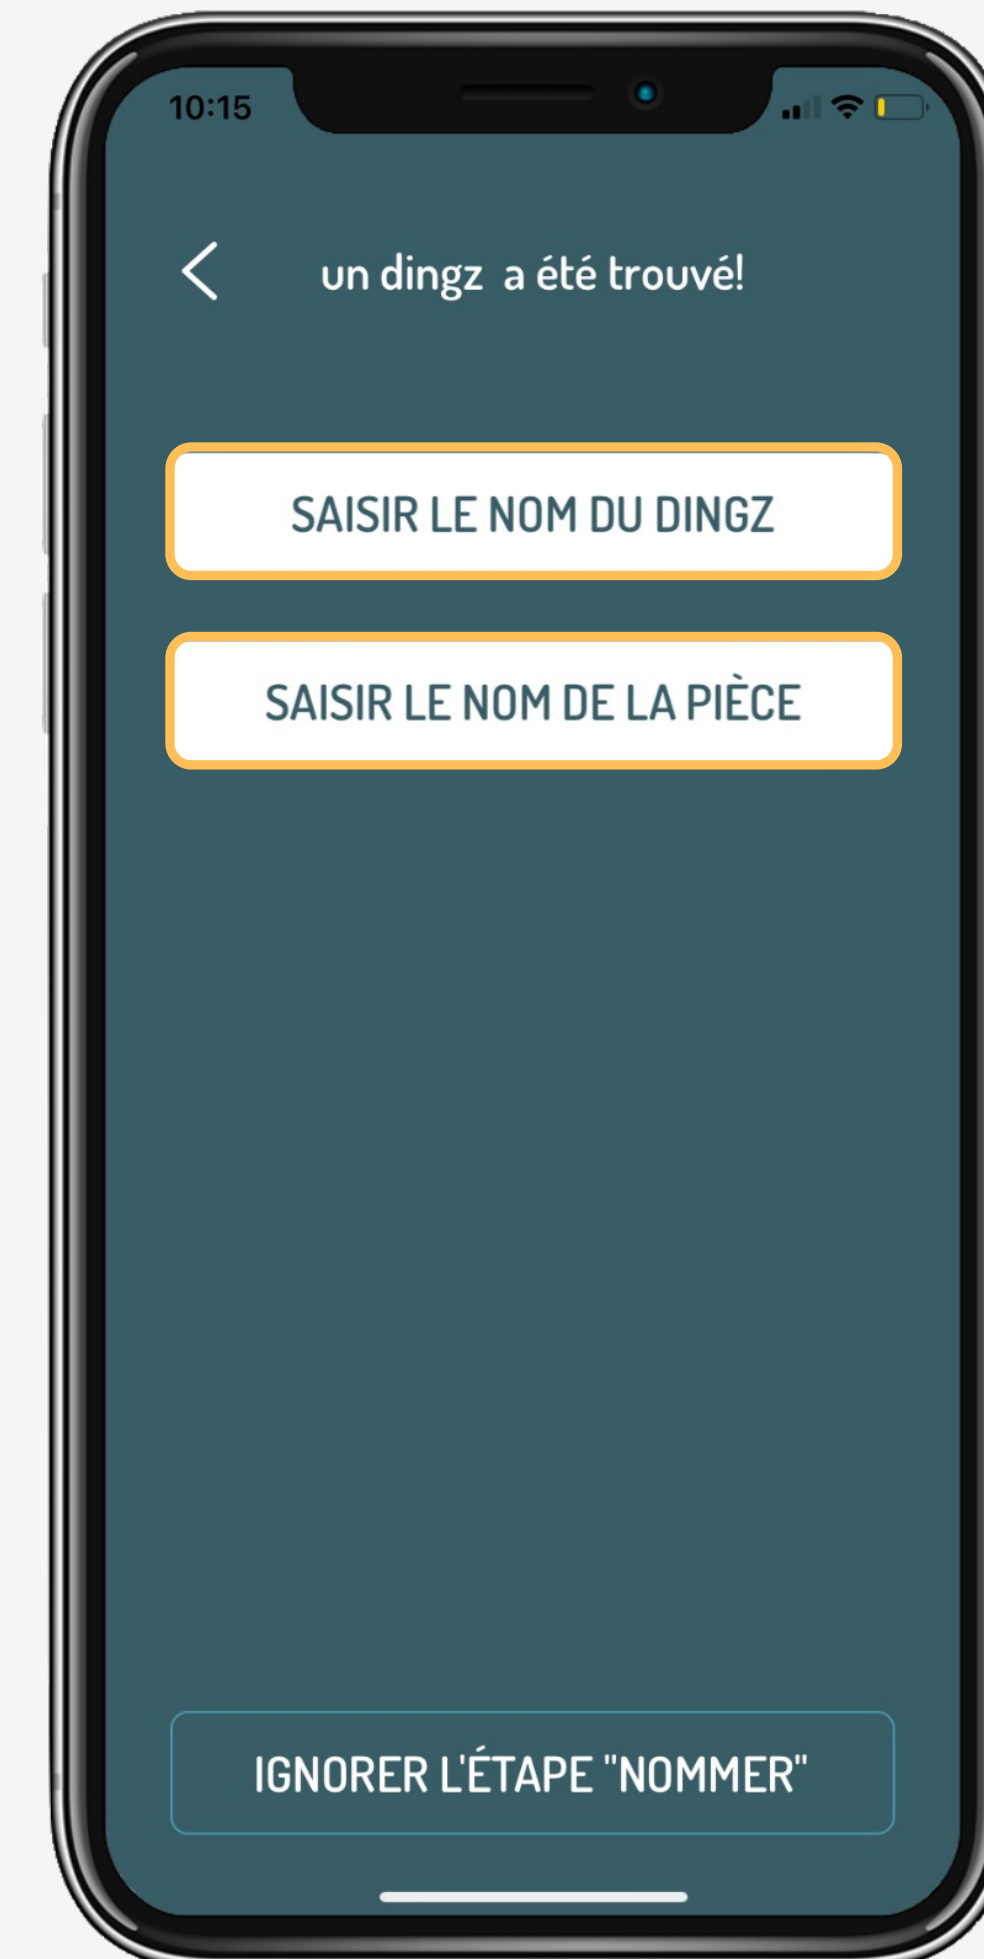 10:15
un dingz a été trouvé!
SAISIR LE NOM DU DINGZ
SAISIR LE NOM DE LA PIÈCE
IGNORER L'ÉTAPE "NOMMER"